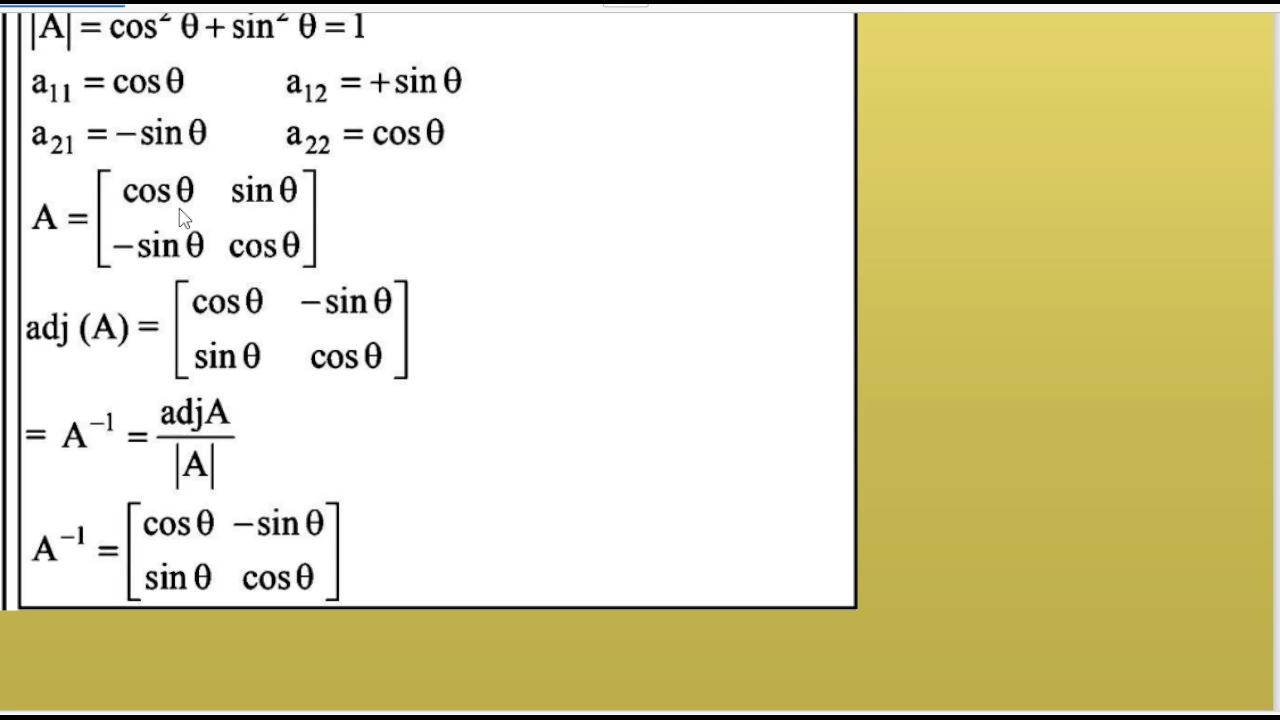 |A| = cos² θ + sin² θ = 1
a₁₁ = cos θ a₁₂ = + sin θ
a₂₁ = − sin θ a₂₂ = cos θ
A = [cos θ sin θ
− sin θ cos θ]
adj (A) = [cos θ − sin θ
sin θ cos θ]
= A⁻¹ = adjA / |A|
A⁻¹ = [cos θ − sin θ
sin θ cos θ]